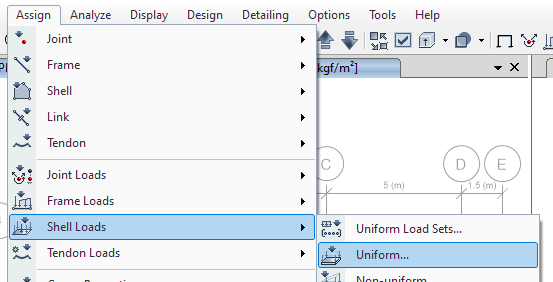 Assign Analyze Display Design Detailing Options Tools Help
Joint
Frame
kgf/m²]
Shell
Link
Tendon
Joint Loads
C D E
Frame Loads
5 (m) 1.5 (m)
Shell Loads
Uniform Load Sets...
Tendon Loads
Uniform...
Non-uniform